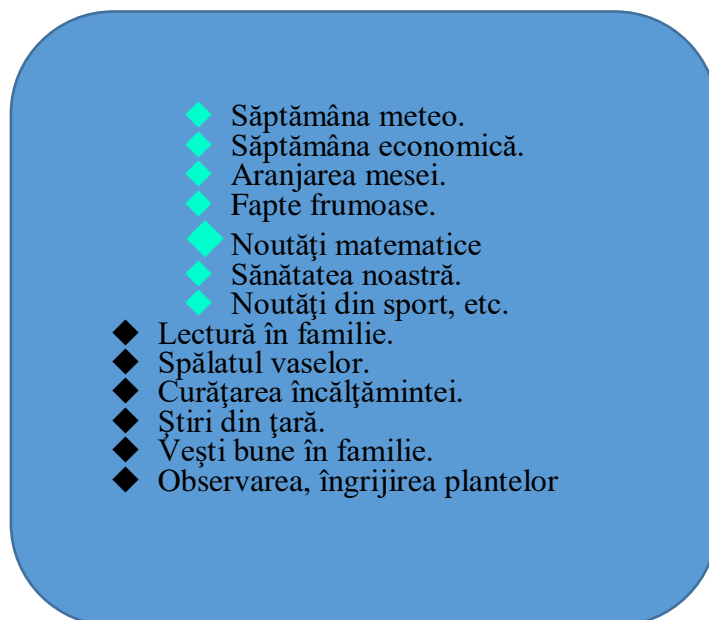 Săptămâna meteo.
Săptămâna economică.
Aranjarea mesei.
Fapte frumoase.
Noutăţi matematice
Sănătatea noastră.
Noutăţi din sport, etc.
Lectură în familie.
Spălatul vaselor.
Curăţarea încălţămintei.
Ştiri din ţară.
Veşti bune în familie.
Observarea, îngrijirea plantelor